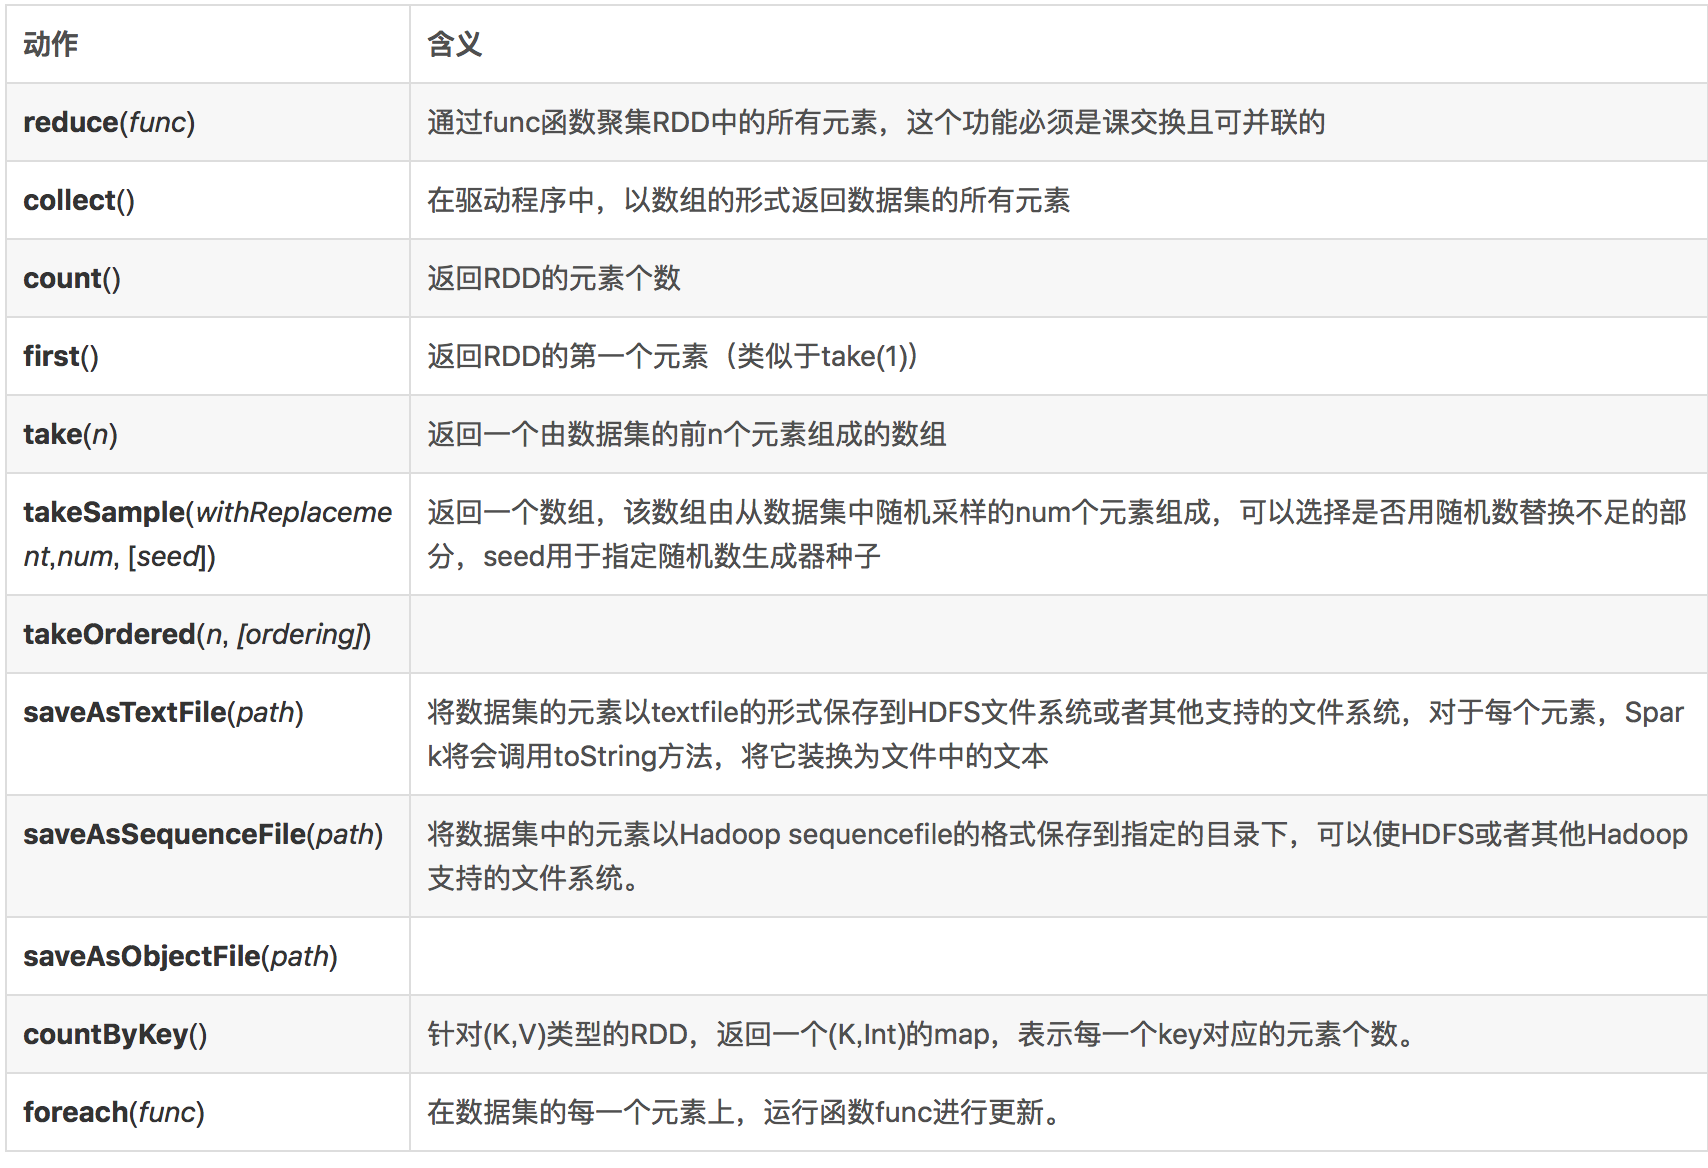 动作 含义
reduce(func) 通过func函数聚集RDD中的所有元素，这个功能必须是课交换且可并联的
collect() 在驱动程序中，以数组的形式返回数据集的所有元素
count() 返回RDD的元素个数
first() 返回RDD的第一个元素（类似于take(1)）
take(n) 返回一个由数据集的前n个元素组成的数组
takeSample(withReplaceme
nt,num, [seed])
返回一个数组，该数组由从数据集中随机采样的num个元素组成，可以选择是否用随机数替换不足的部
分，seed用于指定随机数生成器种子
takeOrdered(n, [ordering])
saveAsTextFile(path) 将数据集的元素以textfile的形式保存到HDFS文件系统或者其他支持的文件系统，对于每个元素，Spar
k将会调用toString方法，将它装换为文件中的文本
saveAsSequenceFile(path) 将数据集中的元素以Hadoop sequencefile的格式保存到指定的目录下，可以使HDFS或者其他Hadoop
支持的文件系统。
saveAsObjectFile(path)
countByKey() 针对(K,V)类型的RDD，返回一个(K,Int)的map，表示每一个key对应的元素个数。
foreach(func) 在数据集的每一个元素上，运行函数func进行更新。